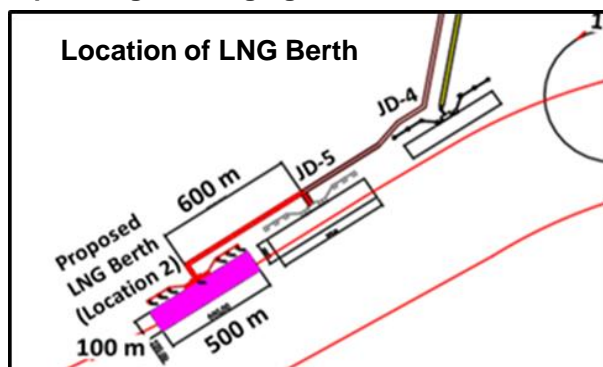 Location of LNG Berth
JD-4
JD-5
600 m
Proposed
LNG Berth
(Location 2)
100 m
500 m